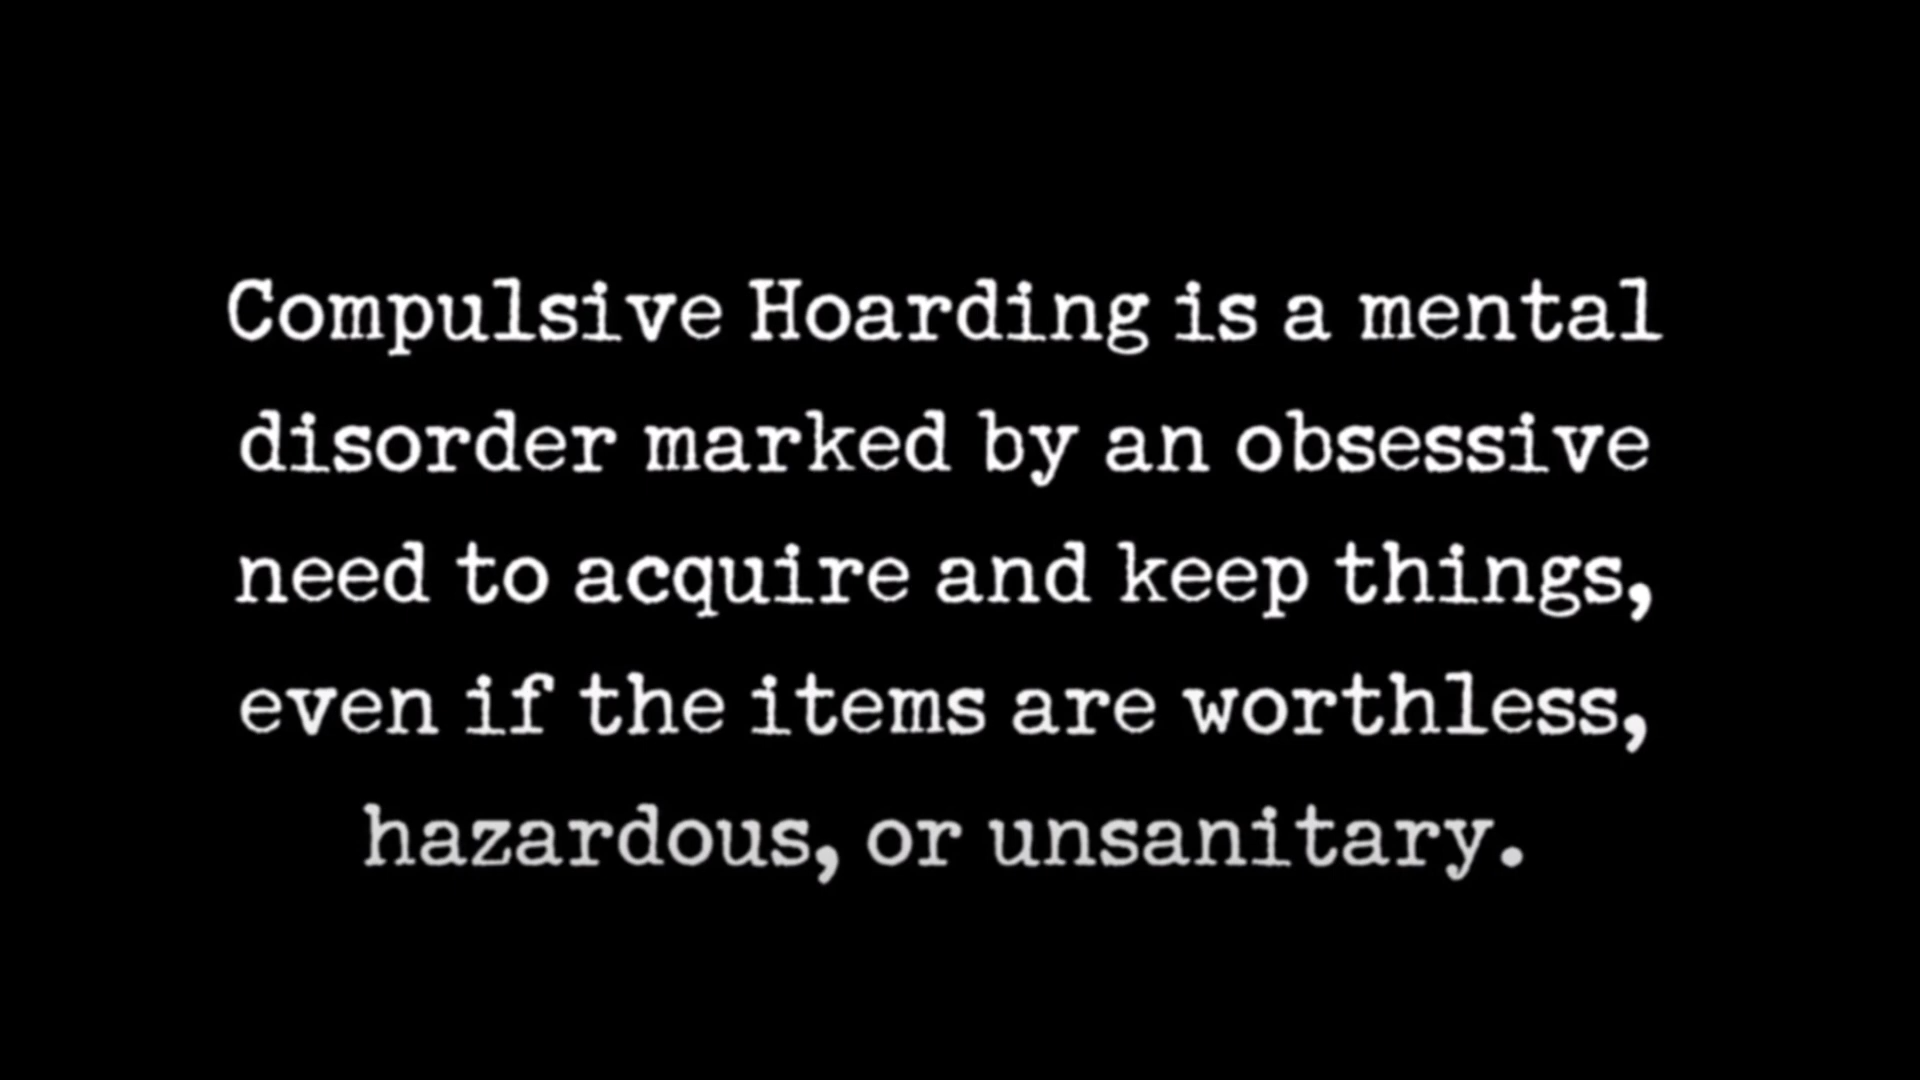 Compulsive Hoarding is a mental
disorder marked by an obsessive
need to acquire and keep things,
even if the items are worthless,
hazardous, or unsanitary.